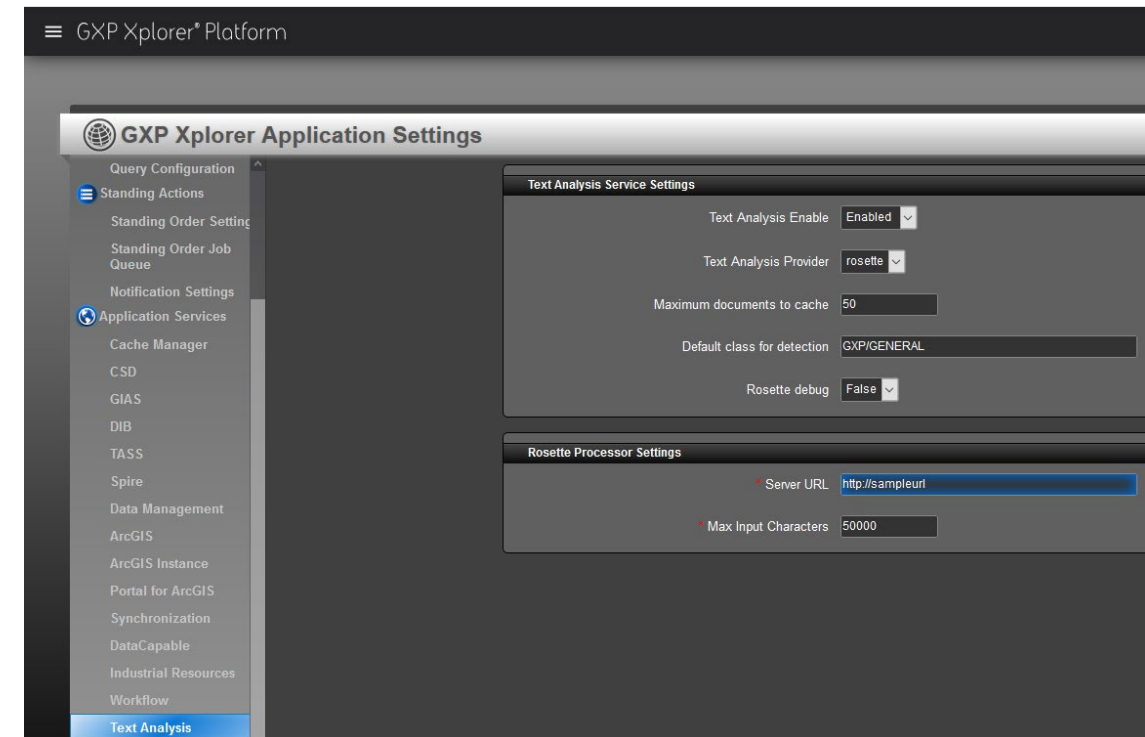 GXP Xplorer® Platform
GXP Xplorer Application Settings
Query Configuration
Standing Actions
Standing Order Setting
Standing Order Job
Queue
Notification Settings
Application Services
Cache Manager
CSD
GIAS
DIB
TASS
Spire
Data Management
ArcGIS
ArcGIS Instance
Portal for ArcGIS
Synchronization
DataCapable
Industrial Resources
Workflow
Text Analysis
Text Analysis Service Settings
Text Analysis Enable Enabled
Text Analysis Provider rosette
Maximum documents to cache 50
Default class for detection GXP/GENERAL
Rosette debug False
Rosette Processor Settings
* Server URL http://sampleurl
* Max Input Characters 50000